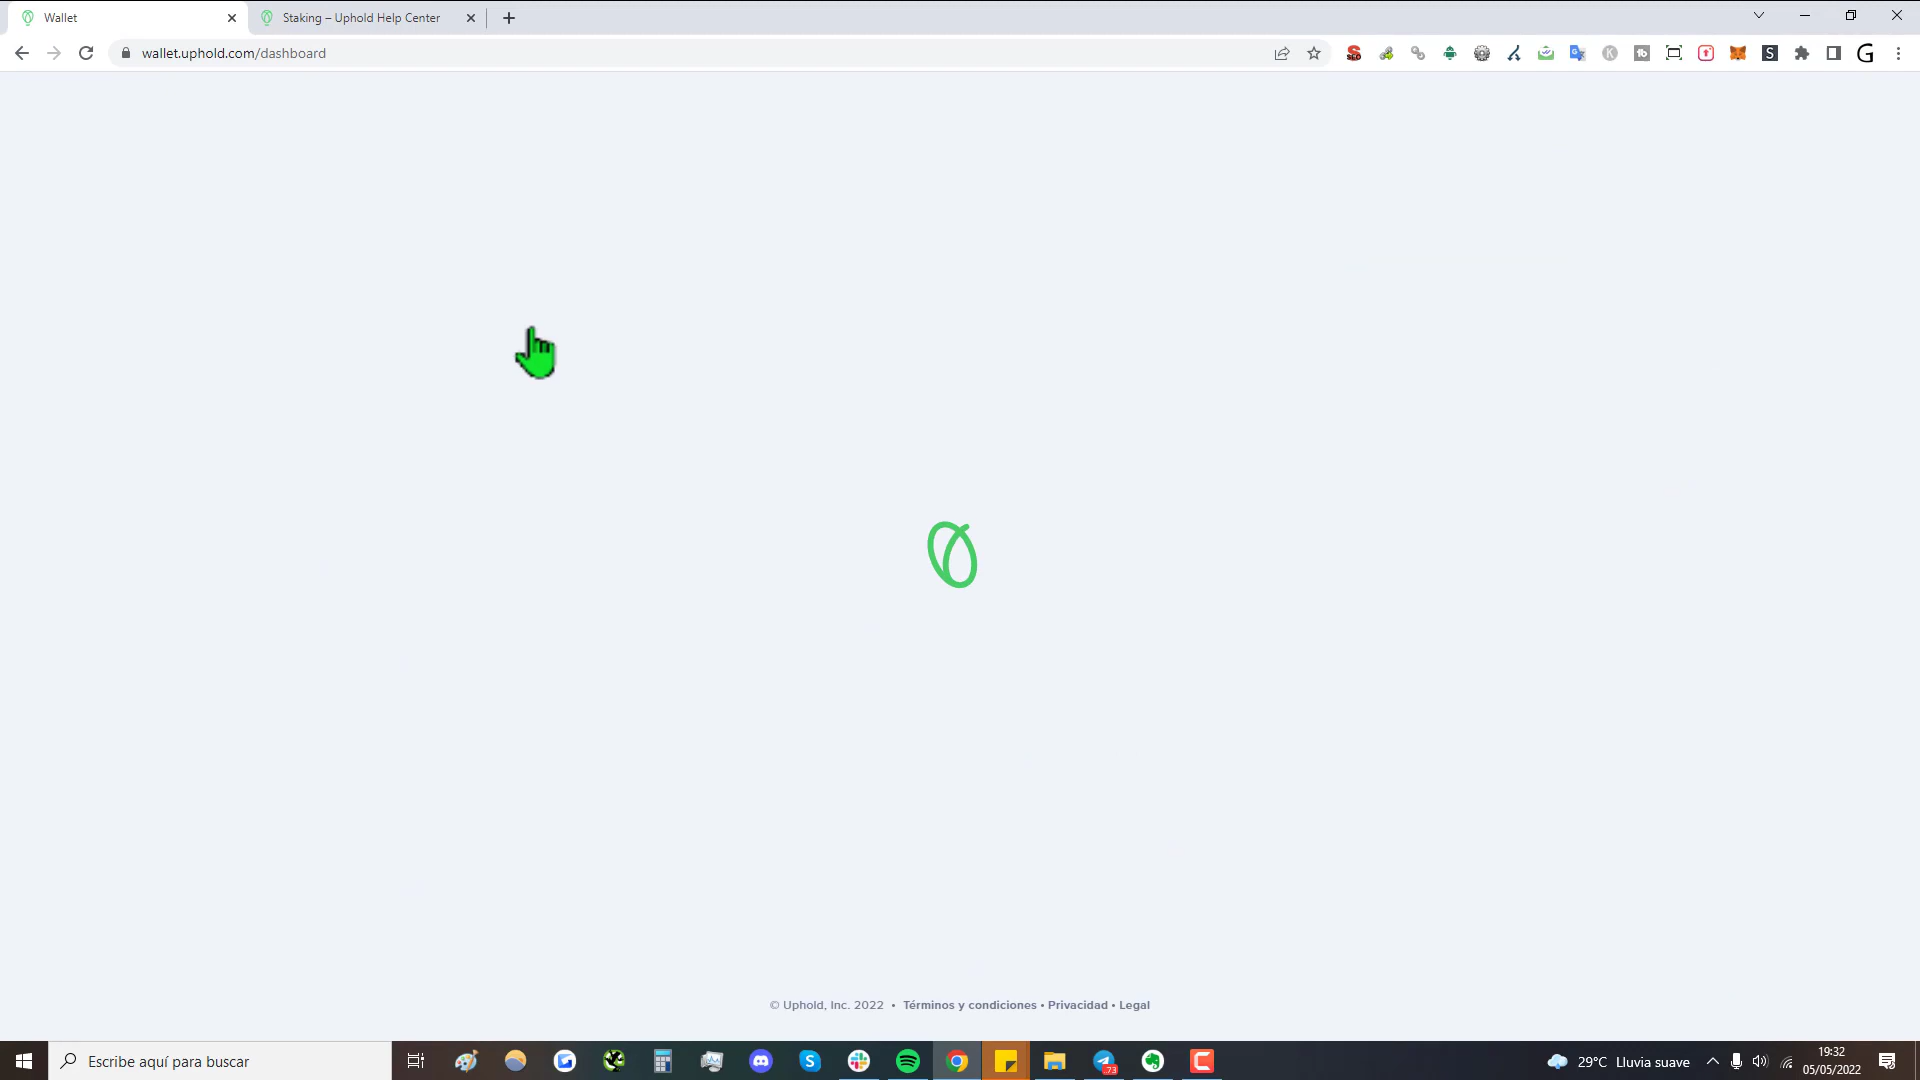 Wallet
Staking – Uphold Help Center
wallet.uphold.com/dashboard
© Uphold, Inc. 2022 • Términos y condiciones • Privacidad • Legal
Escribe aquí para buscar
73
29°C Lluvia suave
19:32
05/05/2022